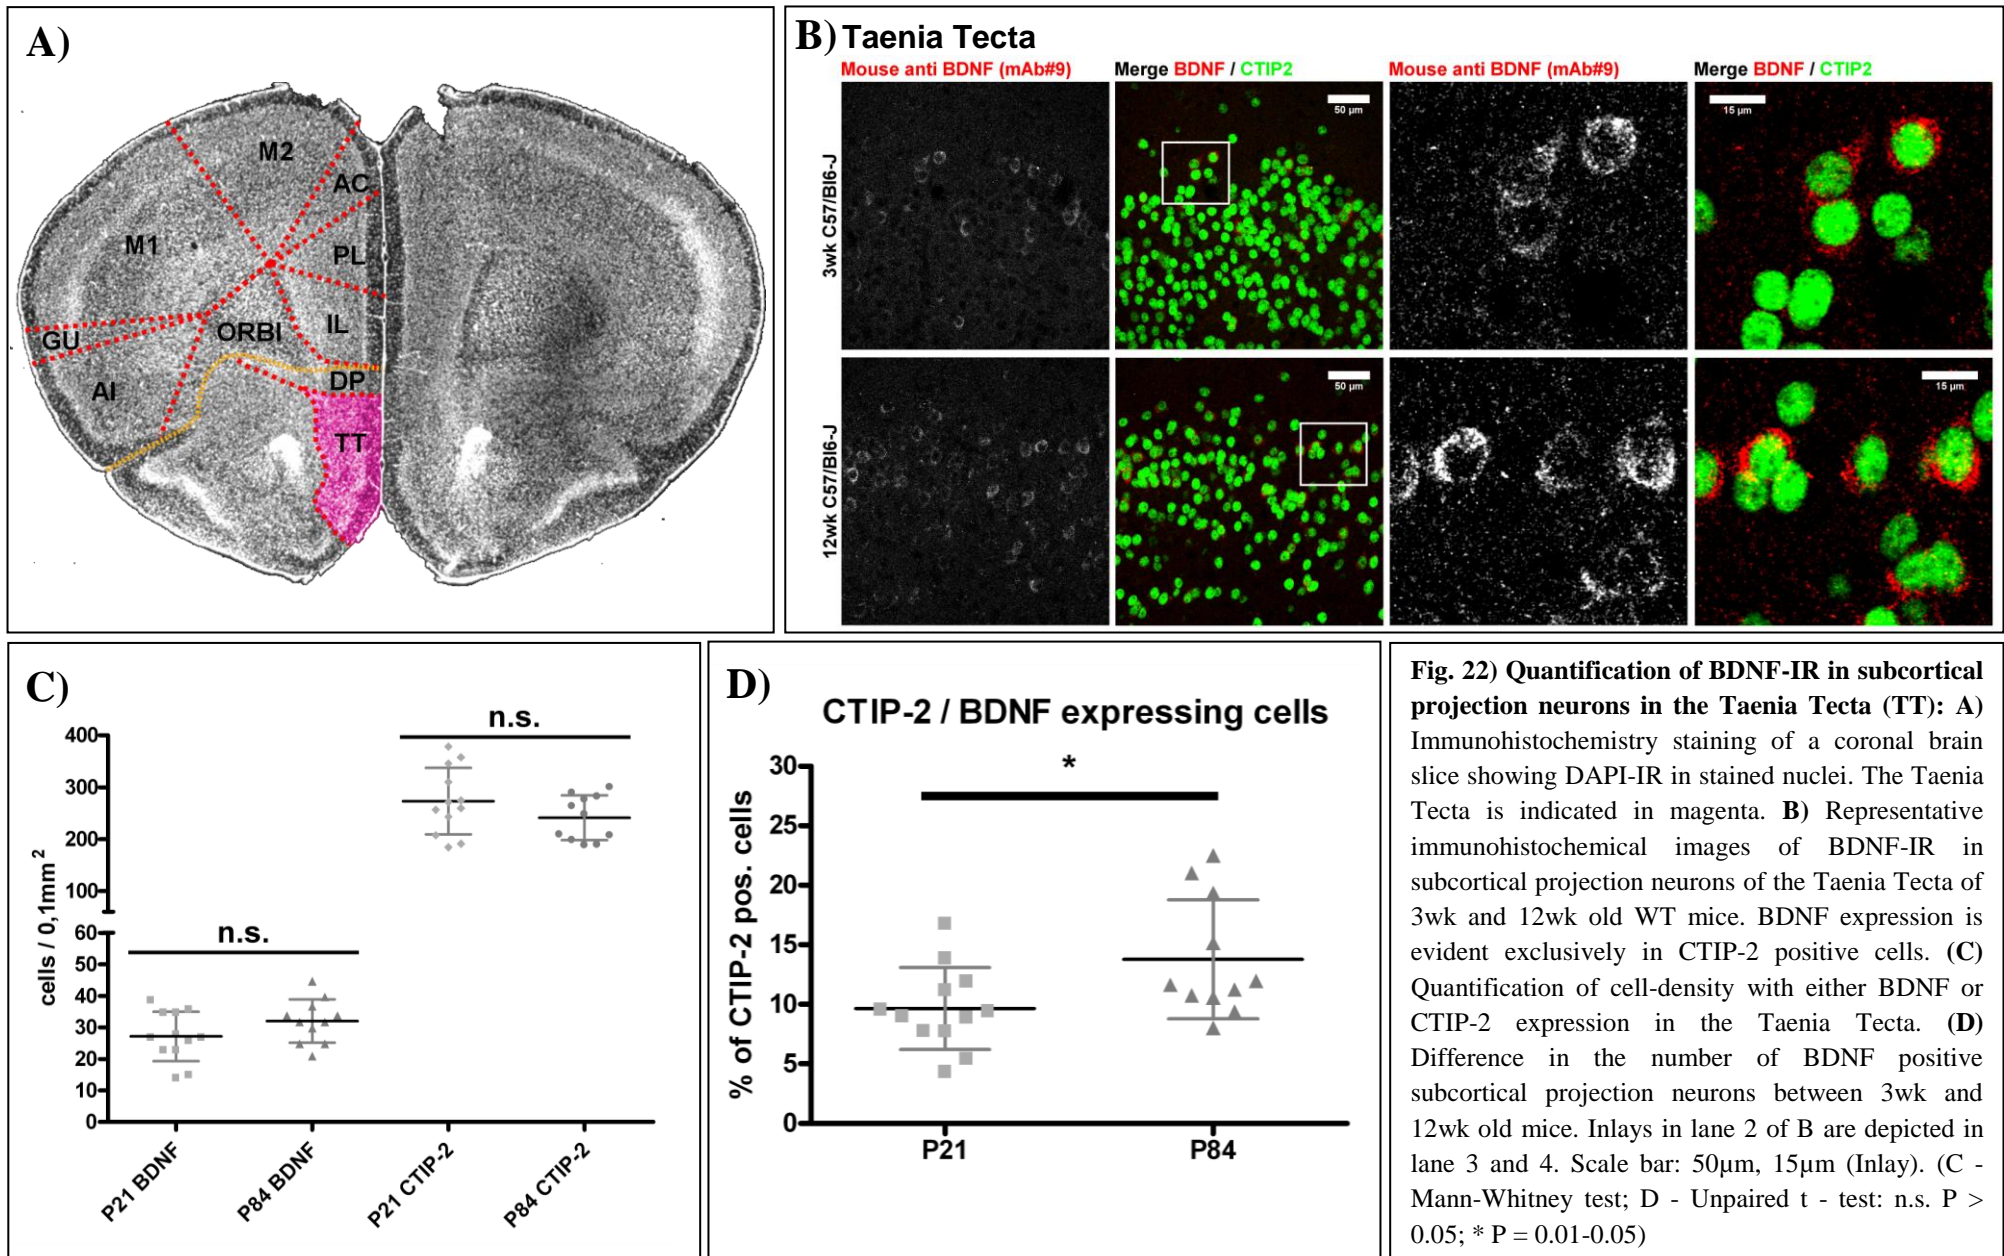 A)
M2
AC
M1
PL
IL
ORBI
GU
DP
AI
TT
B) Taenia Tecta
Mouse anti BDNF (mAb#9)
Merge BDNF / CTIP2
Mouse anti BDNF (mAb#9)
Merge BDNF / CTIP2
3wk C57/Bl6-J
50 µm
15 µm
12wk C57/Bl6-J
50 µm
15 µm
C)
cells / 0,1mm2
400
300
200
100
60
50
40
30
20
10
0
n.s.
n.s.
P21 BDNF
P84 BDNF
P21 CTIP-2
P84 CTIP-2
D)
CTIP-2 / BDNF expressing cells
% of CTIP-2 pos. cells
30
25
20
15
10
5
0
*
P21
P84
Fig. 22) Quantification of BDNF-IR in subcortical
projection neurons in the Taenia Tecta (TT): A)
Immunohistochemistry staining of a coronal brain
slice showing DAPI-IR in stained nuclei. The Taenia
Tecta is indicated in magenta. B) Representative
immunohistochemical images of BDNF-IR in
subcortical projection neurons of the Taenia Tecta of
3wk and 12wk old WT mice. BDNF expression is
evident exclusively in CTIP-2 positive cells. (C)
Quantification of cell-density with either BDNF or
CTIP-2 expression in the Taenia Tecta. (D)
Difference in the number of BDNF positive
subcortical projection neurons between 3wk and
12wk old mice. Inlays in lane 2 of B are depicted in
lane 3 and 4. Scale bar: 50µm, 15µm (Inlay). (C -
Mann-Whitney test; D - Unpaired t - test: n.s. P >
0.05; * P = 0.01-0.05)